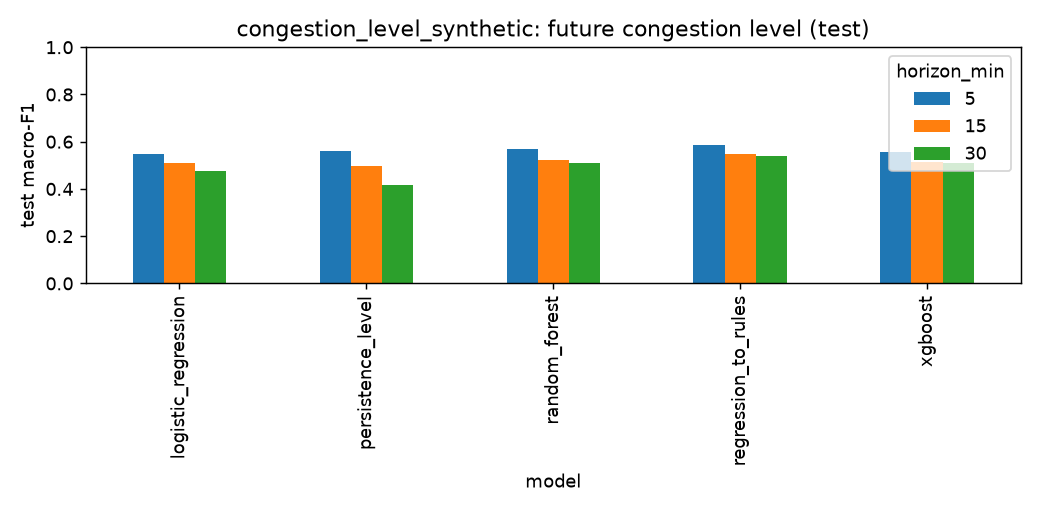 congestion_level_synthetic: future congestion level (test)
test macro-F1
1.0
0.8
0.6
0.4
0.2
0.0
horizon_min
5
15
30
logistic_regression
persistence_level
random_forest
regression_to_rules
xgboost
model